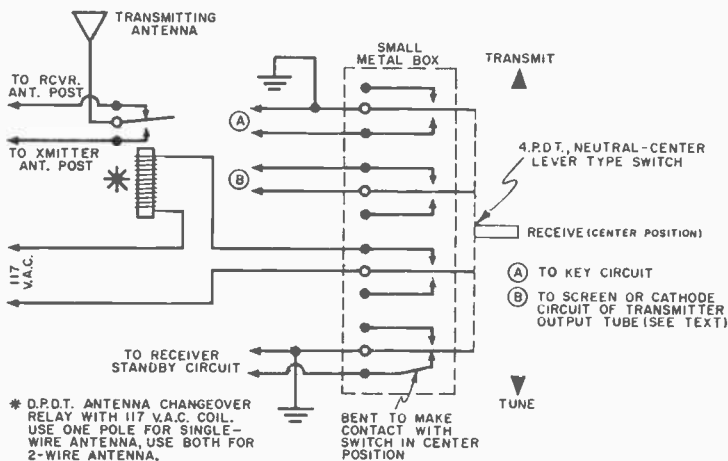 TRANSMITTING
ANTENNA
TO RCVR.
ANT. POST
TO XMITTER
ANT. POST
117
V.A.C.
SMALL
METAL BOX
A
B
TRANSMIT
4.P.D.T., NEUTRAL-CENTER
LEVER TYPE SWITCH
RECEIVE (CENTER POSITION)
A TO KEY CIRCUIT
B TO SCREEN OR CATHODE
CIRCUIT OF TRANSMITTER
OUTPUT TUBE (SEE TEXT)
TUNE
TO RECEIVER
STANDBY CIRCUIT
* D.P.D.T. ANTENNA CHANGEOVER
RELAY WITH 117 V.A.C. COIL.
USE ONE POLE FOR SINGLE-
WIRE ANTENNA, USE BOTH FOR
2-WIRE ANTENNA.
BENT TO MAKE
CONTACT WITH
SWITCH IN CENTER
POSITION